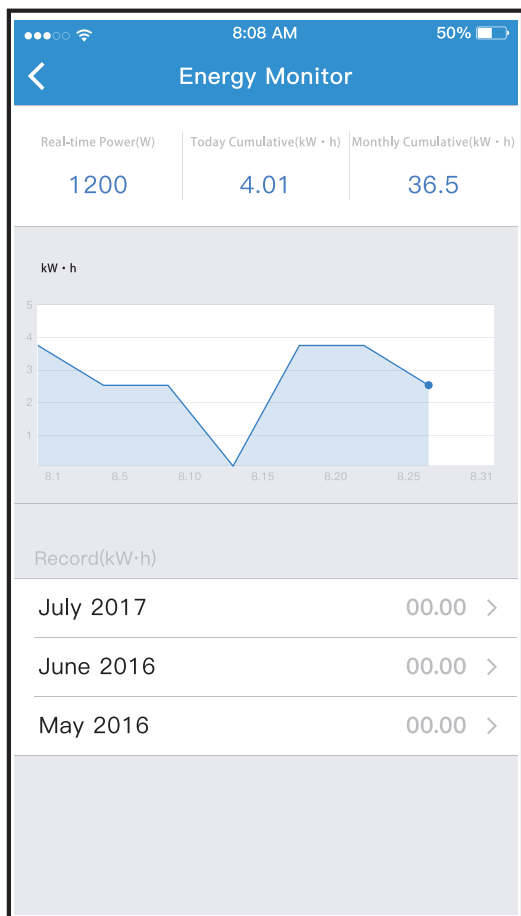 8:08 AM 50%
Energy Monitor
Real-time Power(W) Today Cumulative(kW・h) Monthly Cumulative(kW・h)
1200 4.01 36.5
kW・h
5
4
3
2
1
8.1 8.5 8.10 8.15 8.20 8.25 8.31
Record(kW·h)
July 2017 00.00
June 2016 00.00
May 2016 00.00